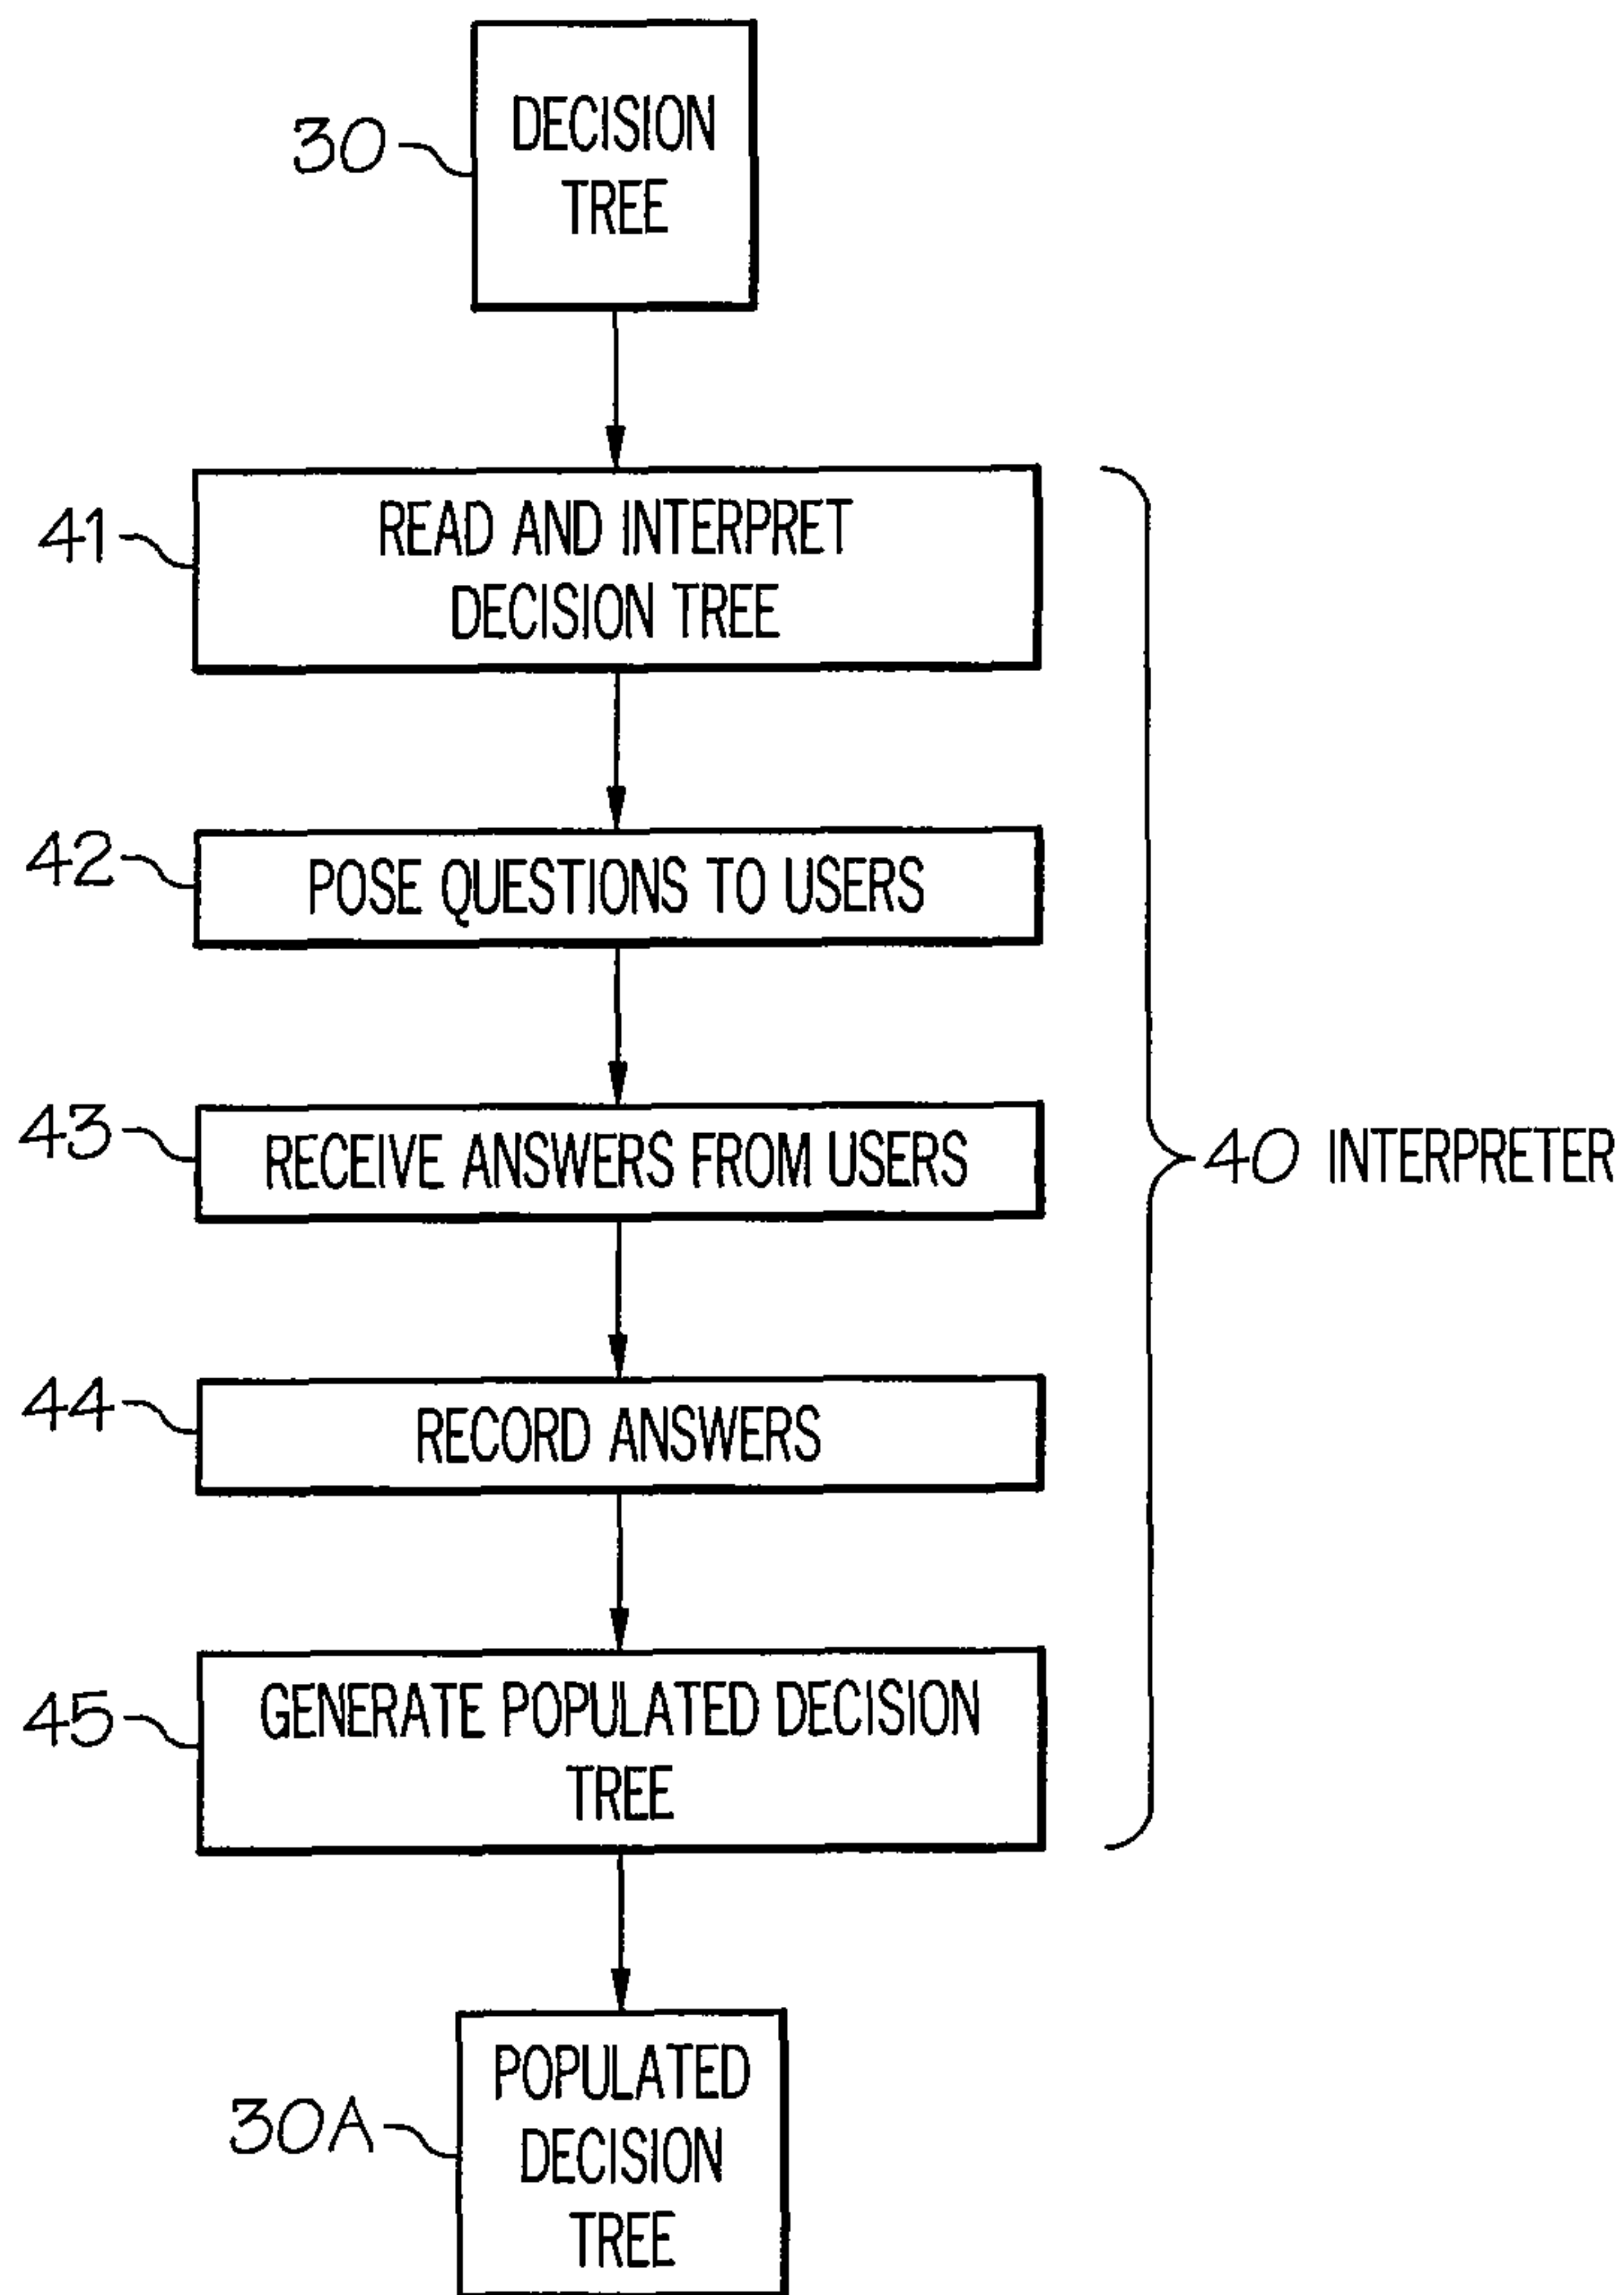 30
DECISION
TREE
41
READ AND INTERPRET
DECISION TREE
42
POSE QUESTIONS TO USERS
43
RECEIVE ANSWERS FROM USERS
40 INTERPRETER
44
RECORD ANSWERS
45
GENERATE POPULATED DECISION
TREE
30A
POPULATED
DECISION
TREE